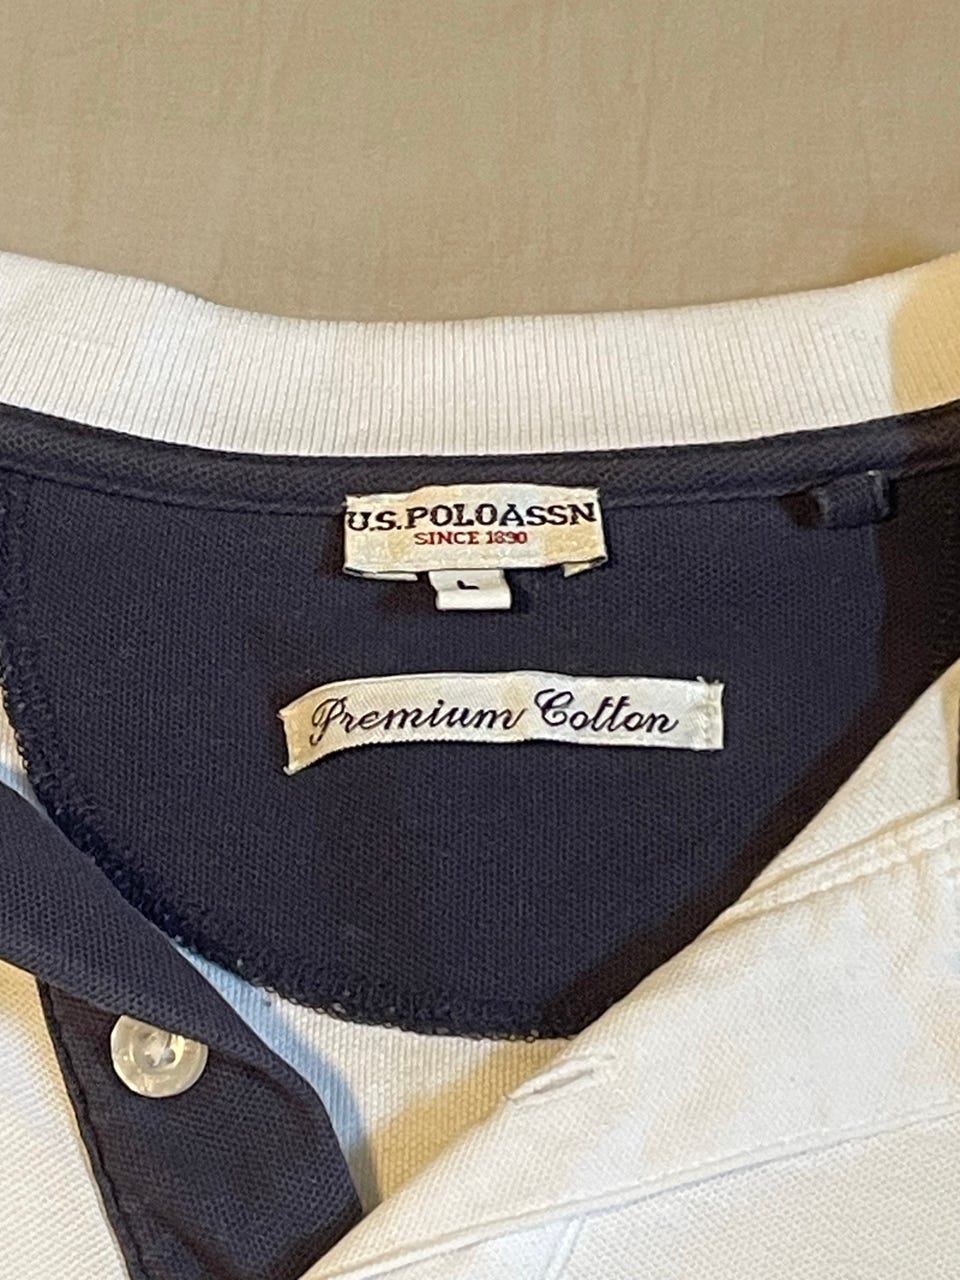 U.S.POLOASSN
SINCE 1890
L
Premium Cotton